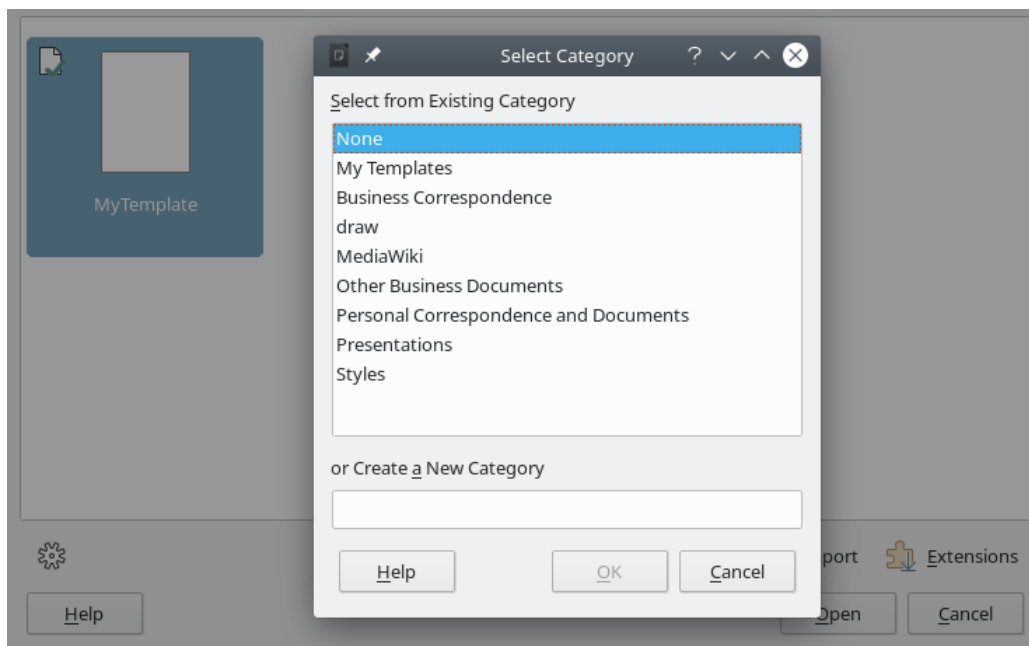 Select Category
Select from Existing Category
None
My Templates
Business Correspondence
draw
MediaWiki
Other Business Documents
Personal Correspondence and Documents
Presentations
Styles
MyTemplate
or Create a New Category
Help OK Cancel
port Extensions
Help Open Cancel